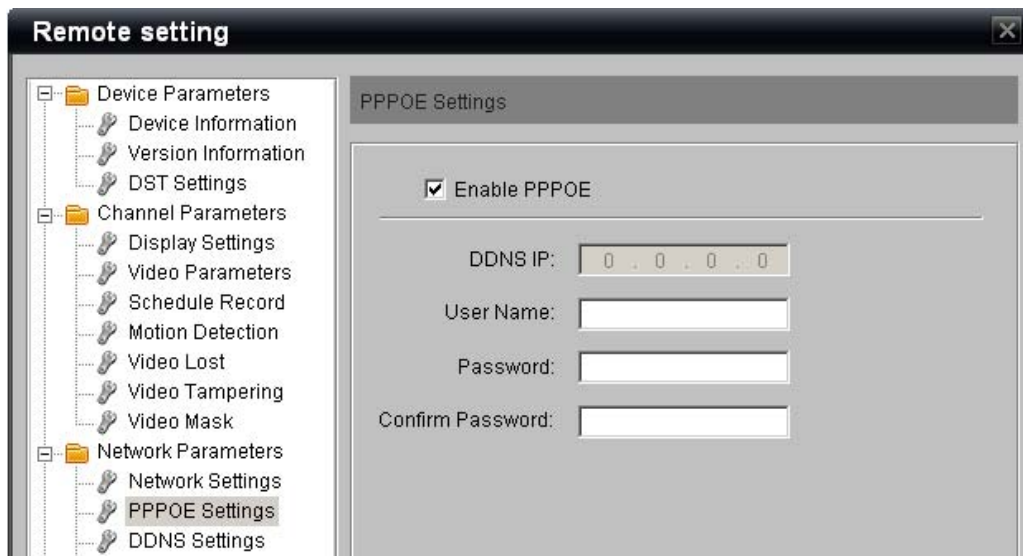 Remote setting
Device Parameters
Device Information
Version Information
DST Settings
Channel Parameters
Display Settings
Video Parameters
Schedule Record
Motion Detection
Video Lost
Video Tampering
Video Mask
Network Parameters
Network Settings
PPPOE Settings
DDNS Settings
PPPOE Settings
Enable PPPOE
DDNS IP: 0 . 0 . 0 . 0
User Name:
Password:
Confirm Password: